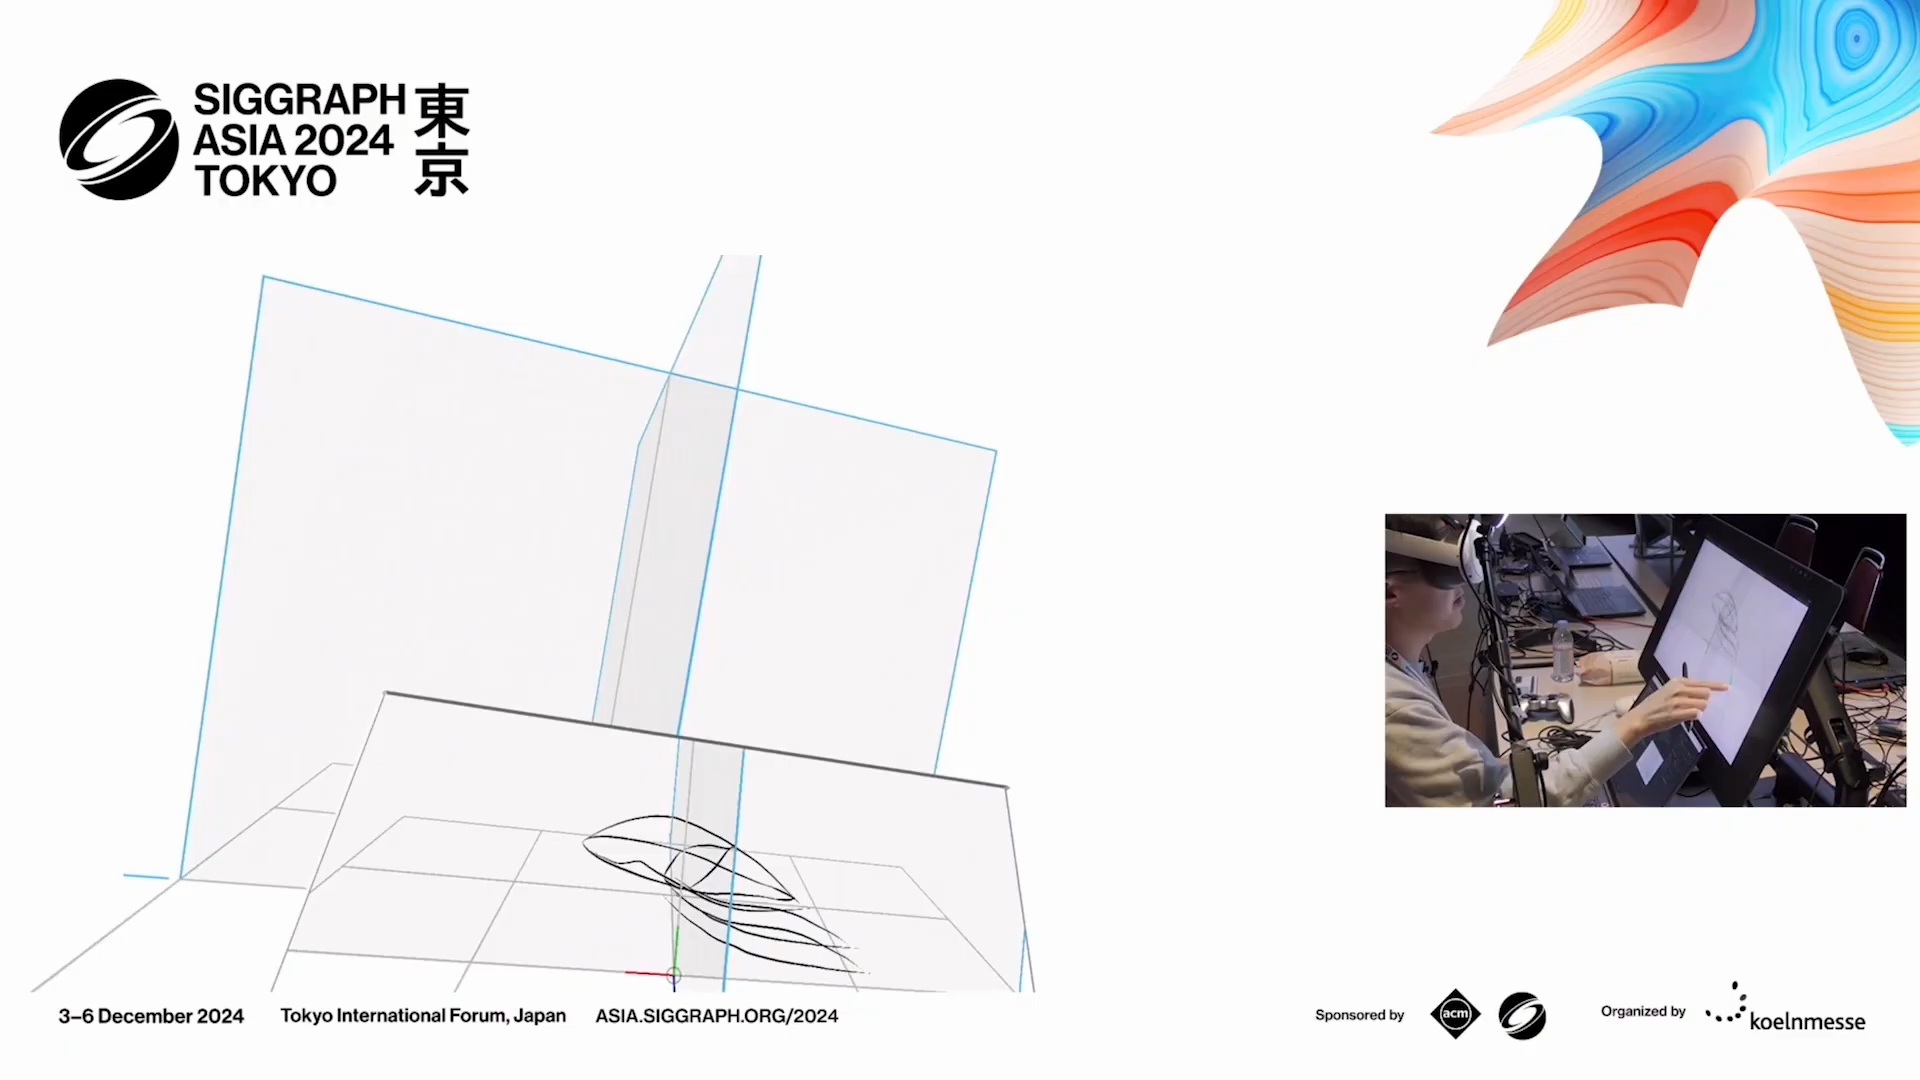 SIGGRAPH
ASIA 2024
TOKYO
東京
3–6 December 2024
Tokyo International Forum, Japan
ASIA.SIGGRAPH.ORG/2024
Sponsored by
acm
Organized by
koelnmesse